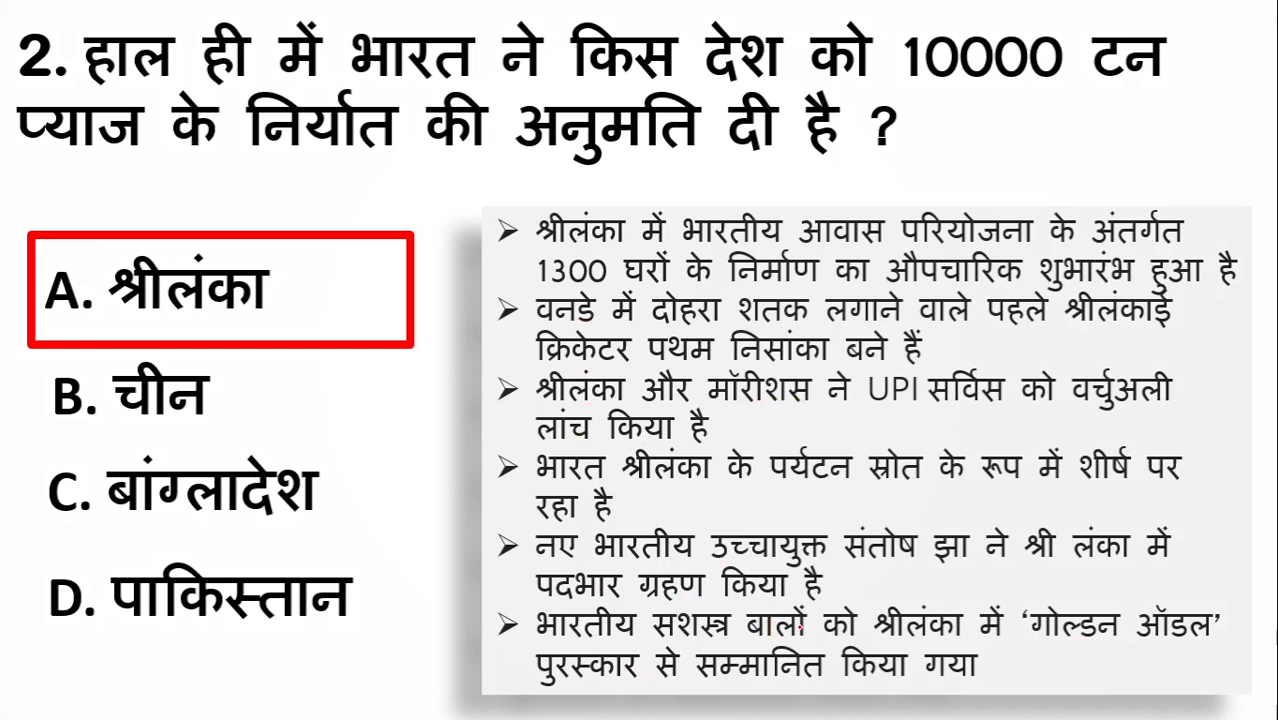 2. हाल ही में भारत ने किस देश को 10000 टन
प्याज के निर्यात की अनुमति दी है ?
A. श्रीलंका
B. चीन
C. बांग्लादेश
D. पाकिस्तान
➢ श्रीलंका में भारतीय आवास परियोजना के अंतर्गत
1300 घरों के निर्माण का औपचारिक शुभारंभ हुआ है
➢ वनडे में दोहरा शतक लगाने वाले पहले श्रीलंकाई
क्रिकेटर पथम निसांका बने हैं
➢ श्रीलंका और मॉरीशस ने UPI सर्विस को वर्चुअली
लांच किया है
➢ भारत श्रीलंका के पर्यटन स्रोत के रूप में शीर्ष पर
रहा है
➢ नए भारतीय उच्चायुक्त संतोष झा ने श्री लंका में
पदभार ग्रहण किया है
➢ भारतीय सशस्त्र बालों को श्रीलंका में ‘गोल्डन ऑडल’
पुरस्कार से सम्मानित किया गया